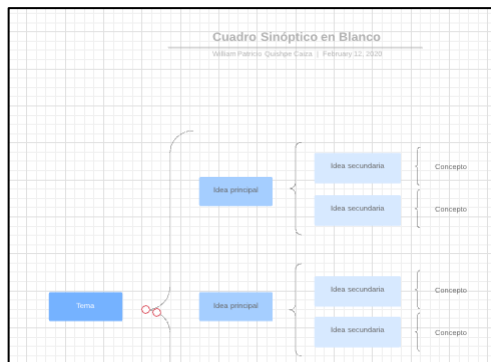 Cuadro Sinóptico en Blanco
William Patricio Quishpe Caiza | February 12, 2020
Idea secundaria
Concepto
Idea principal
Idea secundaria
Concepto
Idea secundaria
Concepto
Tema
Idea principal
Idea secundaria
Concepto